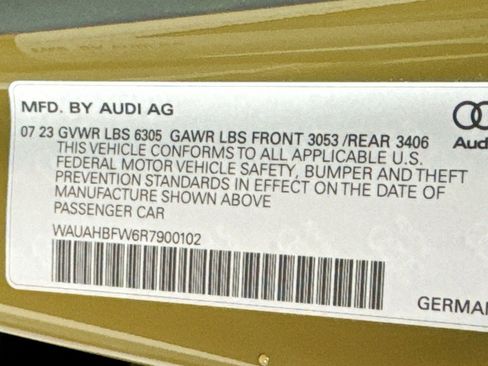 MFD. BY AUDI AG
07 23 GVWR LBS 6305 GAWR LBS FRONT 3053 /REAR 3406
THIS VEHICLE CONFORMS TO ALL APPLICABLE U.S.
FEDERAL MOTOR VEHICLE SAFETY, BUMPER AND THEFT
PREVENTION STANDARDS IN EFFECT ON THE DATE OF
MANUFACTURE SHOWN ABOVE
PASSENGER CAR
WAUAHBFW6R7900102
Aud
GERMAN